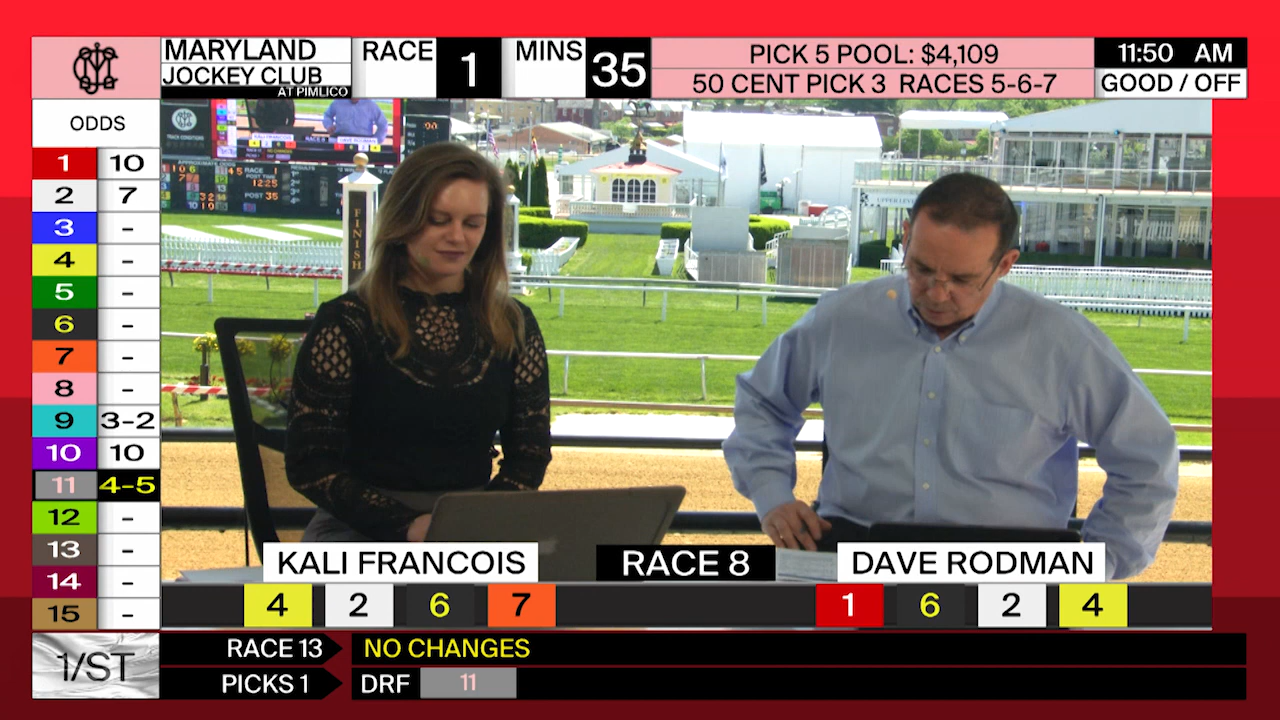 MARYLAND
JOCKEY CLUB
AT PIMLICO
RACE 1
MINS 35
PICK 5 POOL: $4,109
50 CENT PICK 3 RACES 5-6-7
11:50 AM
GOOD / OFF
ODDS
1 10
2 7
3 -
4 -
5 -
6 -
7 -
8 -
9 3-2
10 10
11 4-5
12 -
13 -
14 -
15 -
FINISH
KALI FRANCOIS
RACE 8
DAVE RODMAN
4 2 6 7
1 6 2 4
1/ST
RACE 13 NO CHANGES
PICKS 1 DRF 11